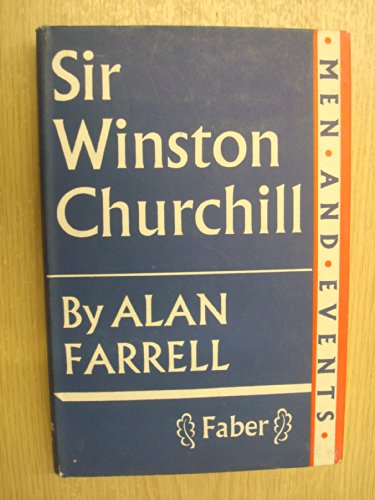 Sir
Winston
Churchill
By ALAN
FARRELL
Faber
• MEN • AND • EVENTS •